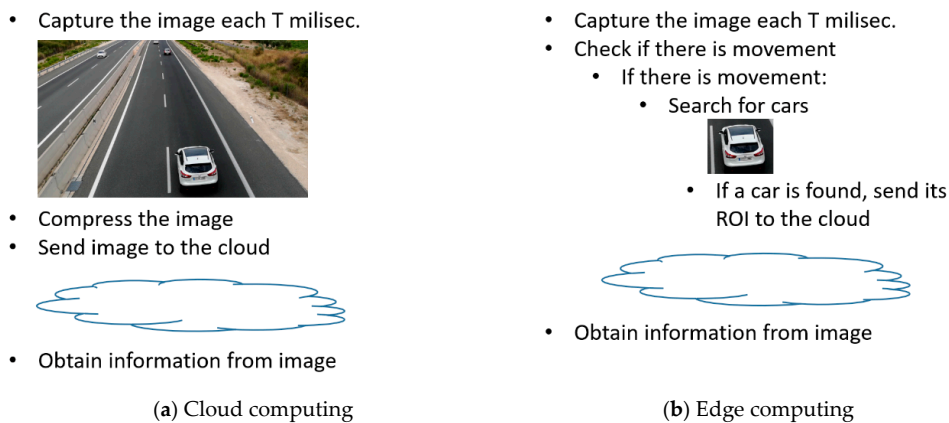 • Capture the image each T milisec.
• Compress the image
• Send image to the cloud
• Obtain information from image
(a) Cloud computing
• Capture the image each T milisec.
• Check if there is movement
• If there is movement:
• Search for cars
• If a car is found, send its
ROI to the cloud
• Obtain information from image
(b) Edge computing